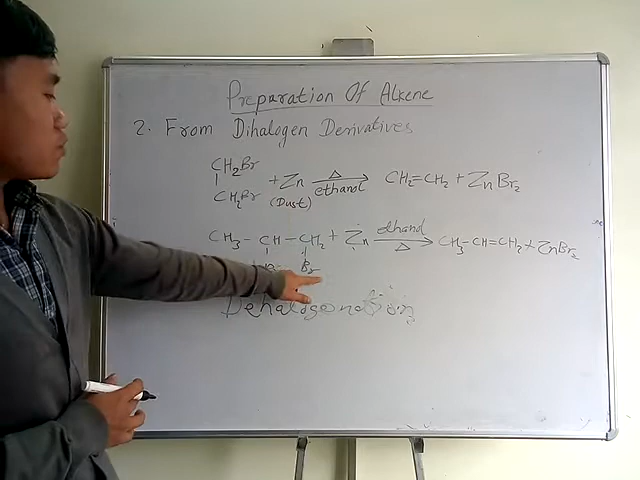 Preparation Of Alkene
2. From Dihalogen Derivatives
CH2Br
+ Zn Δ ethanol CH2=CH2 + ZnBr2
CH2Br (Dust)
CH3 - CH - CH2 + Zn ethanol Δ CH3-CH=CH2 + ZnBr2
Br
Dehalogenation